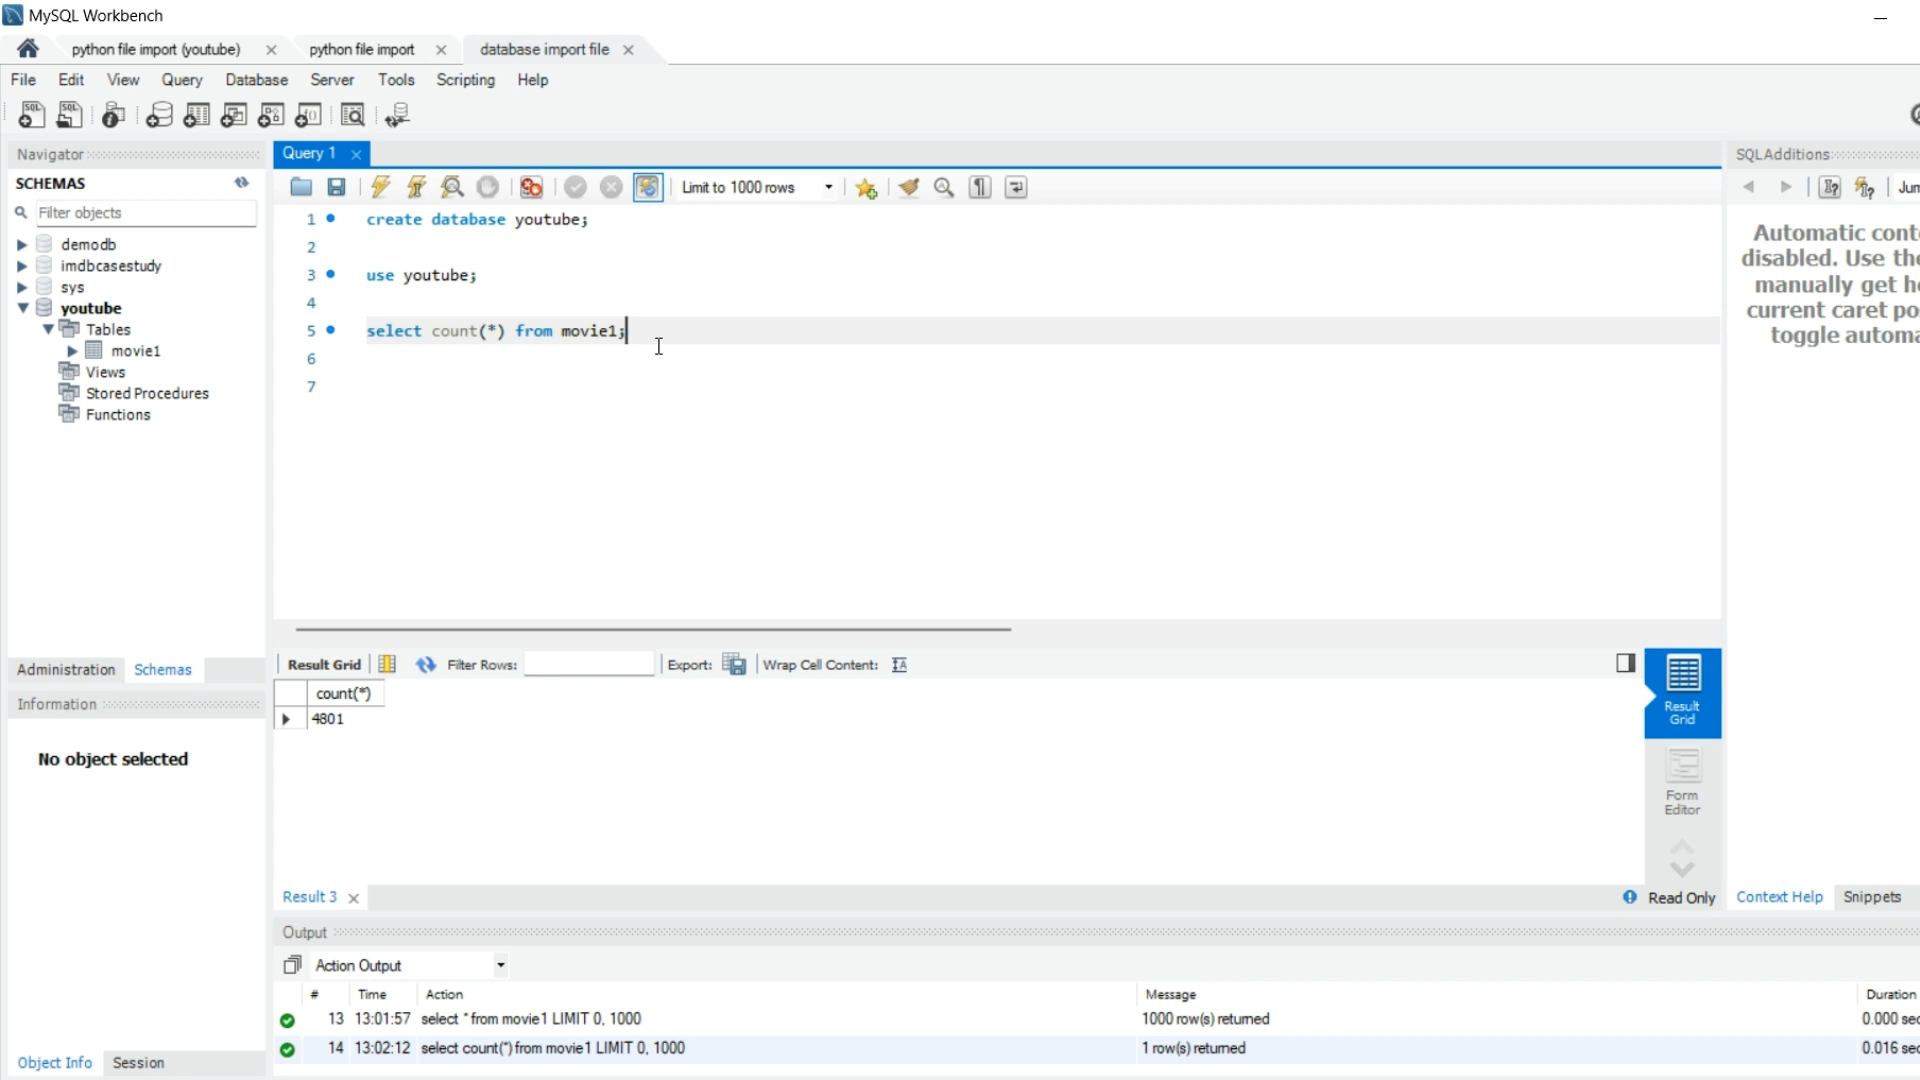 MySQL Workbench
python file import (youtube)
python file import
database import file
File Edit View Query Database Server Tools Scripting Help
Navigator
SCHEMAS
Filter objects
demodb
imdbcasestudy
sys
youtube
Tables
movie1
Views
Stored Procedures
Functions
Administration Schemas
Information
No object selected
Object Info Session
Query 1
Limit to 1000 rows
1 create database youtube;
2
3 use youtube;
4
5 select count(*) from movie1;
6
7
Result Grid Filter Rows: Export: Wrap Cell Content:
count(*)
4801
Result Grid
Form Editor
Result 3
Read Only
SQLAdditions
Jum
Automatic conte
disabled. Use the
manually get he
current caret pos
toggle automa
Context Help Snippets
Output
Action Output
# Time Action Message Duration
13 13:01:57 select * from movie1 LIMIT 0, 1000 1000 row(s) returned 0.000 sec
14 13:02:12 select count(*) from movie1 LIMIT 0, 1000 1 row(s) returned 0.016 sec